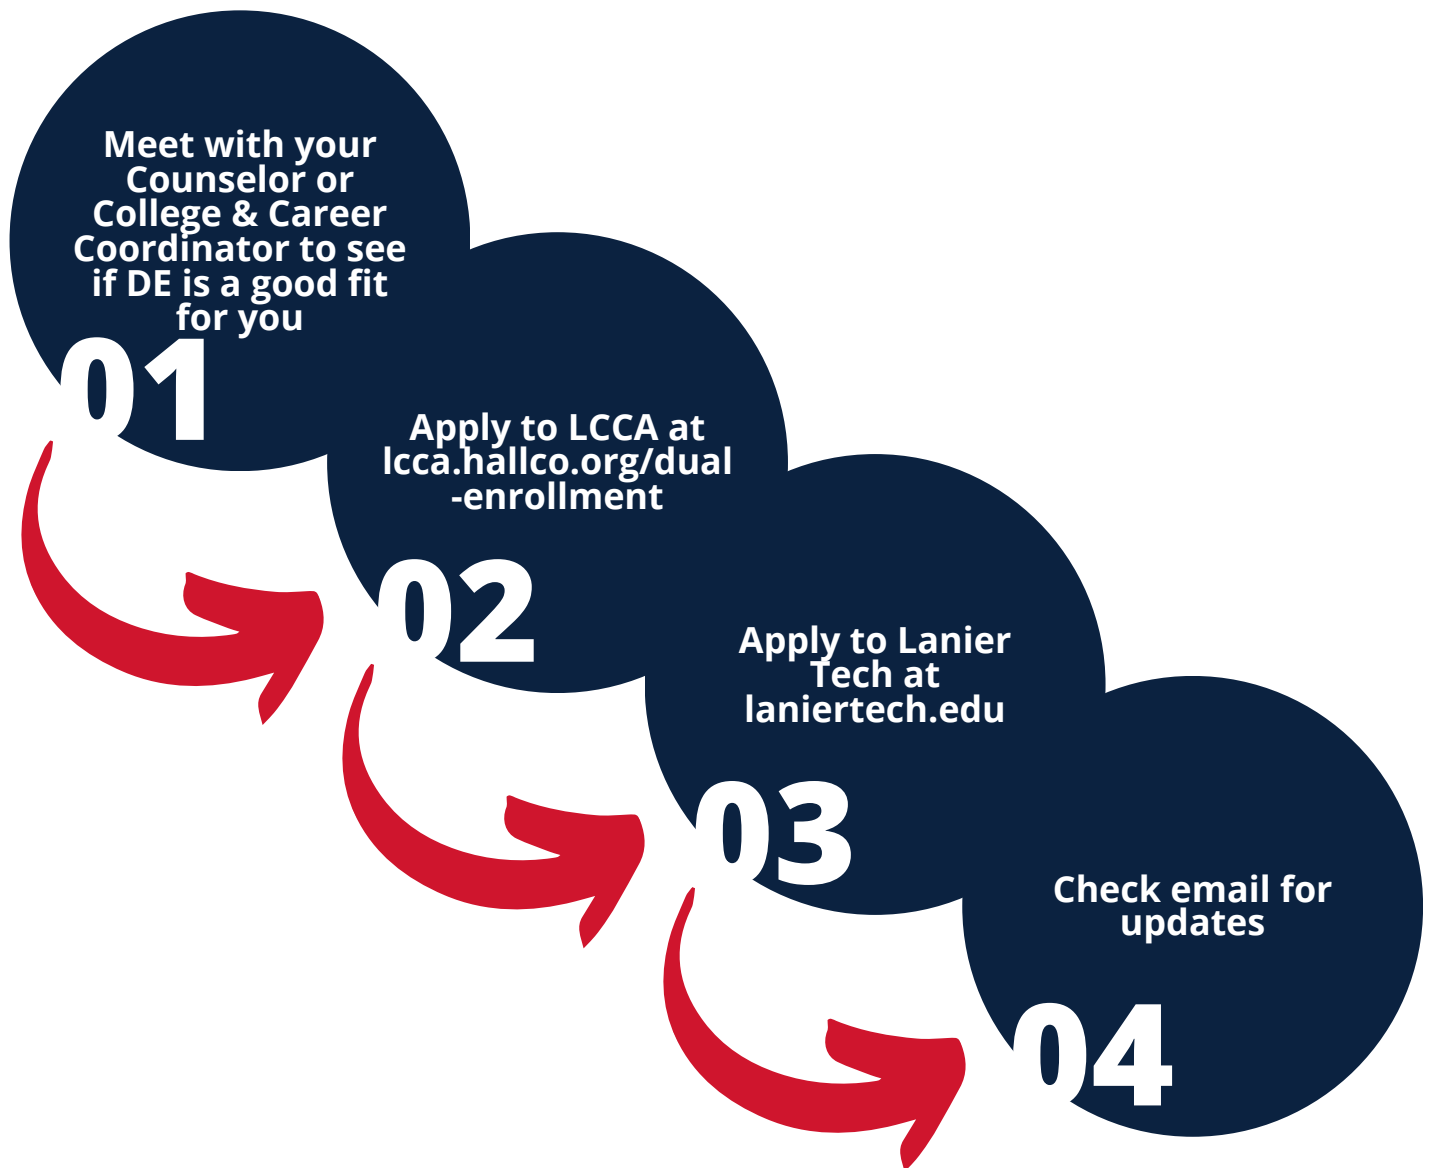 Meet with your
Counselor or
College & Career
Coordinator to see
if DE is a good fit
for you
01
Apply to LCCA at
lcca.hallco.org/dual
-enrollment
02
Apply to Lanier
Tech at
laniertech.edu
03
Check email for
updates
04